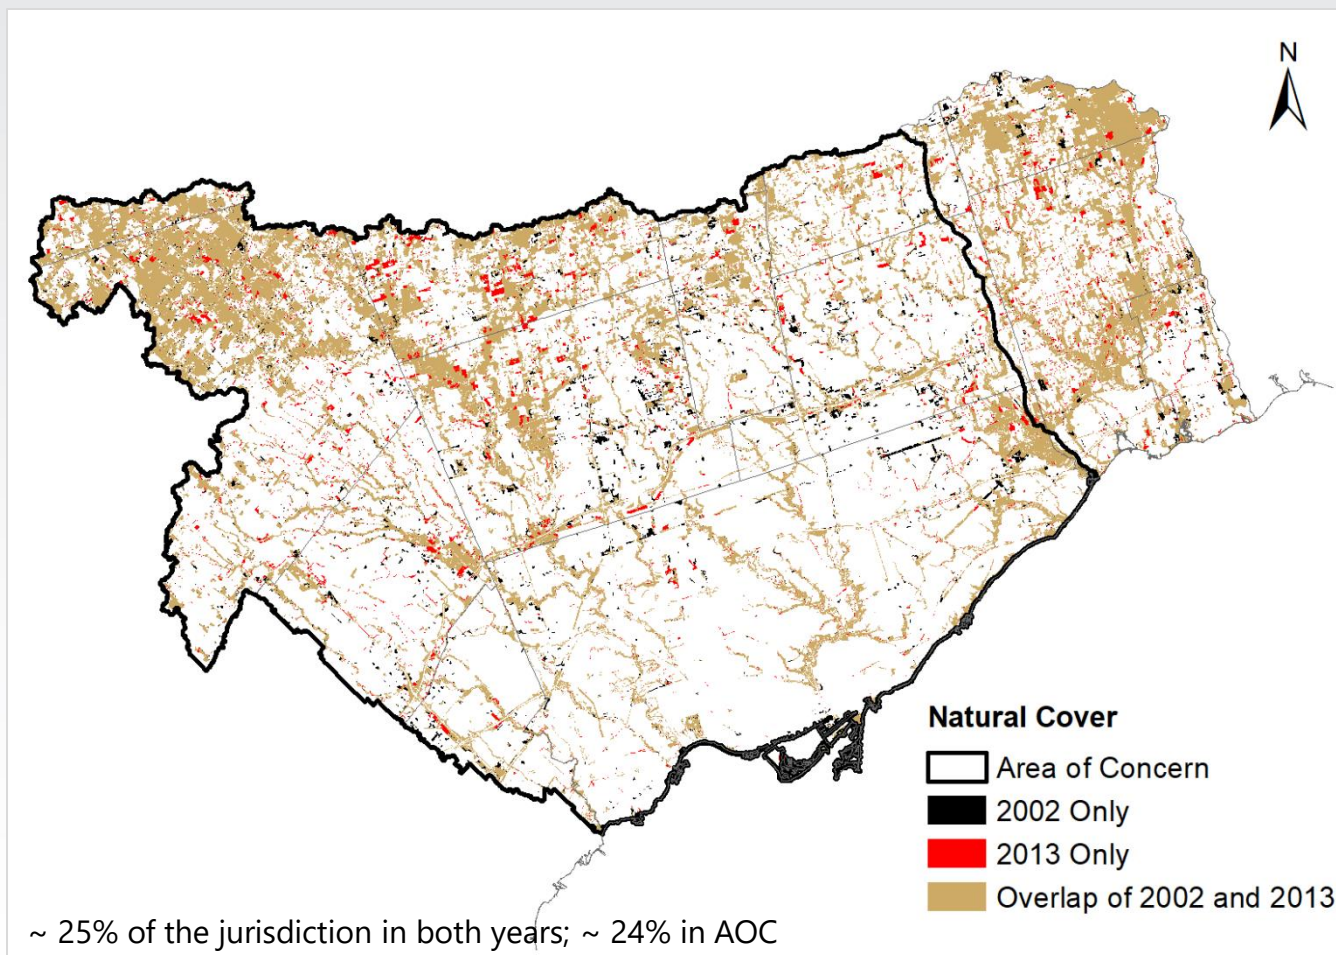 N
Natural Cover
Area of Concern
2002 Only
2013 Only
Overlap of 2002 and 2013
~ 25% of the jurisdiction in both years; ~ 24% in AOC